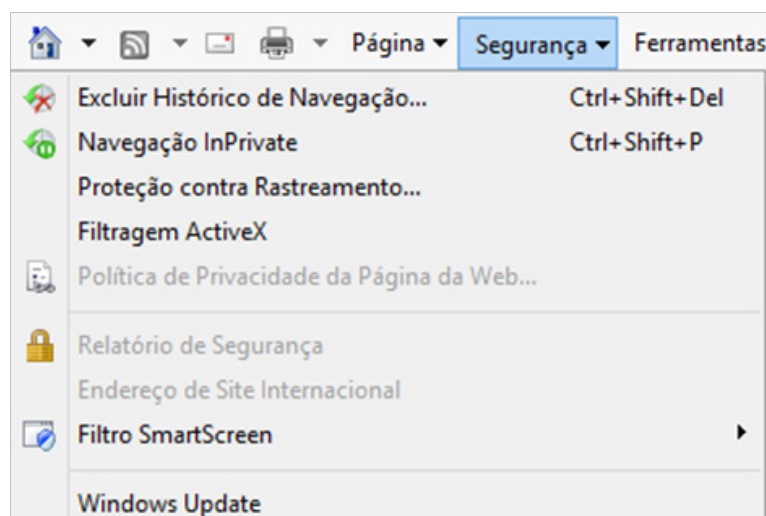 Página Segurança Ferramentas
Excluir Histórico de Navegação... Ctrl+Shift+Del
Navegação InPrivate Ctrl+Shift+P
Proteção contra Rastreamento...
Filtragem ActiveX
Política de Privacidade da Página da Web...
Relatório de Segurança
Endereço de Site Internacional
Filtro SmartScreen
Windows Update